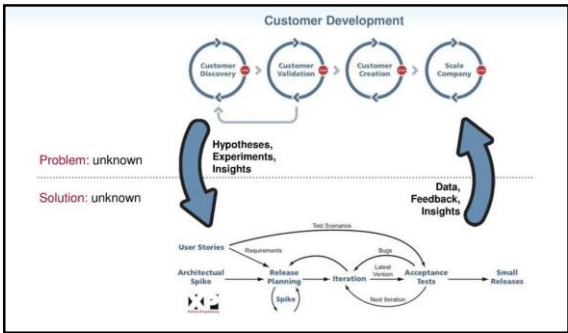 Customer Development
Customer
Discovery
Customer
Validation
Customer
Creation
Scale
Company
Hypotheses,
Experiments,
Insights
Problem: unknown
Solution: unknown
Data,
Feedback,
Insights
Test Scenarios
User Stories
Requirements
Bugs
Architectural
Spike
Release
Planning
Iteration
Latest
Version
Acceptance
Tests
Small
Releases
Spike
Next Iteration